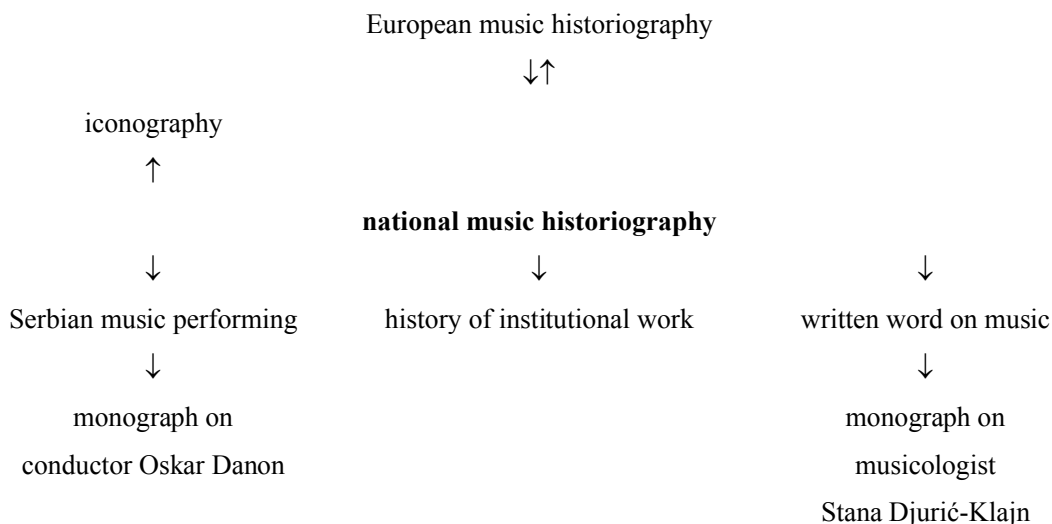 European music historiography
↓↑
iconography
↑
national music historiography
↓ ↓ ↓
Serbian music performing history of institutional work written word on music
↓ ↓
monograph on monograph on
conductor Oskar Danon musicologist
Stana Djurić-Klajn